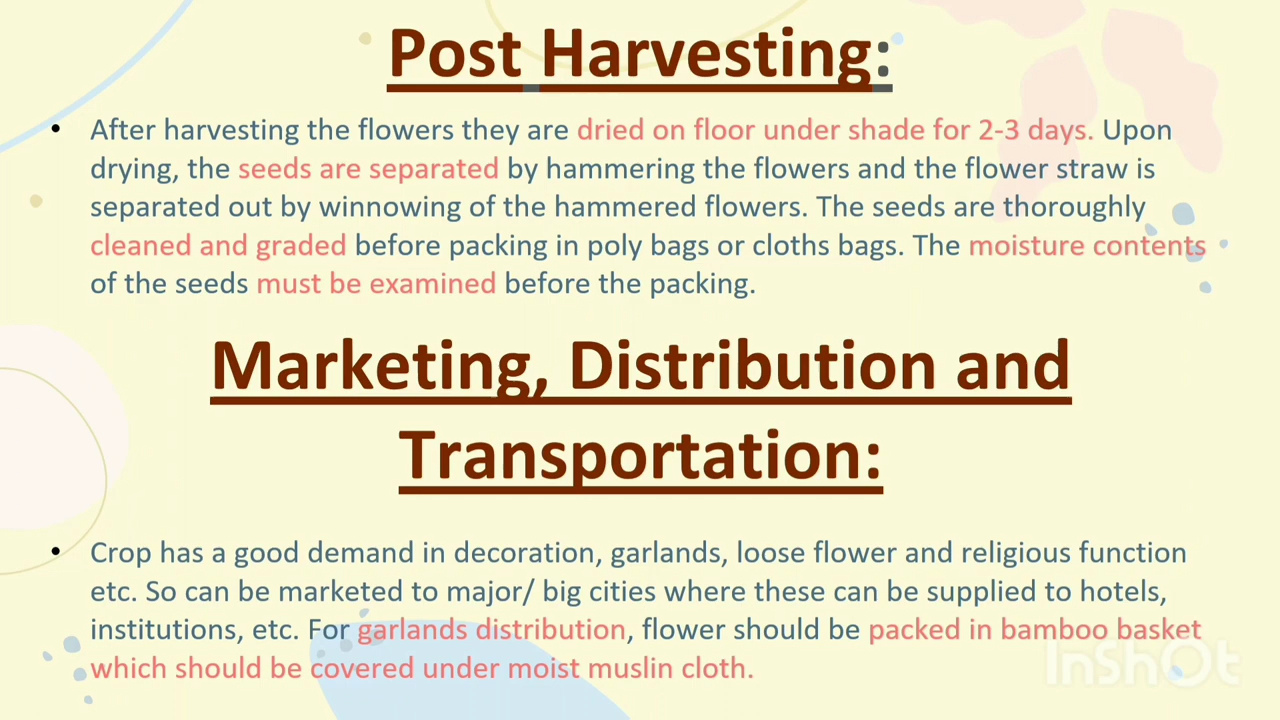 Post Harvesting:
• After harvesting the flowers they are dried on floor under shade for 2-3 days. Upon
drying, the seeds are separated by hammering the flowers and the flower straw is
separated out by winnowing of the hammered flowers. The seeds are thoroughly
cleaned and graded before packing in poly bags or cloths bags. The moisture contents
of the seeds must be examined before the packing.
Marketing, Distribution and
Transportation:
• Crop has a good demand in decoration, garlands, loose flower and religious function
etc. So can be marketed to major/ big cities where these can be supplied to hotels,
institutions, etc. For garlands distribution, flower should be packed in bamboo basket
which should be covered under moist muslin cloth.
InShOt